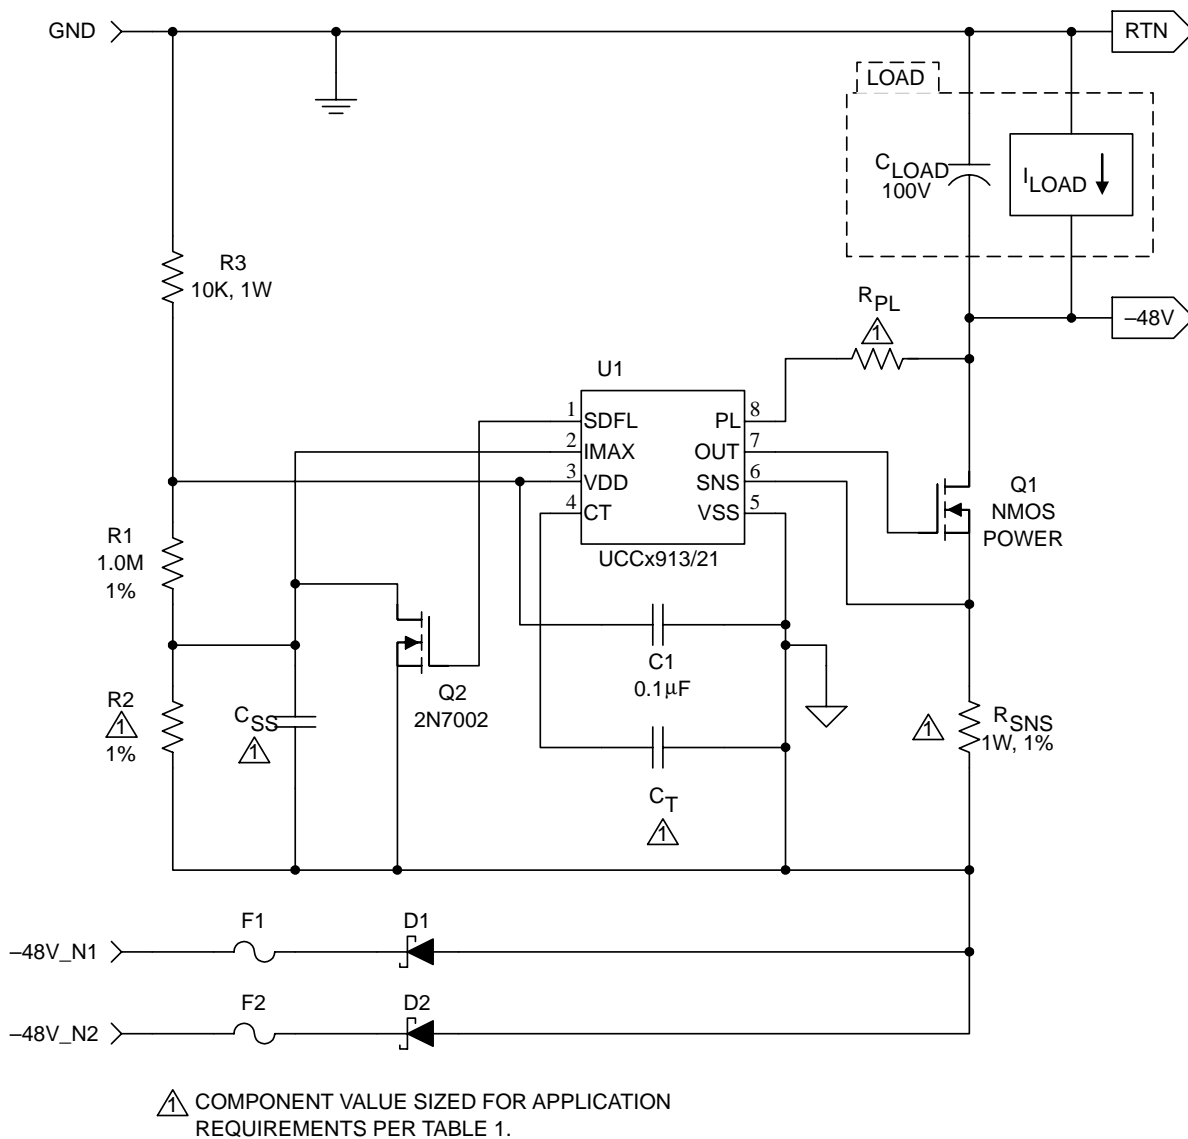 GND
RTN
LOAD
CLOAD
100V
ILOAD
R3
10K, 1W
RPL
1
–48V
U1
1 SDFL PL 8
2 IMAX OUT 7
3 VDD SNS 6
4 CT VSS 5
UCCx913/21
Q1
NMOS
POWER
R1
1.0M
1%
C1
0.1µF
Q2
2N7002
R2
1
1%
CSS
1
RSNS
1
1W, 1%
CT
1
F1
D1
–48V_N1
F2
D2
–48V_N2
1 COMPONENT VALUE SIZED FOR APPLICATION
REQUIREMENTS PER TABLE 1.